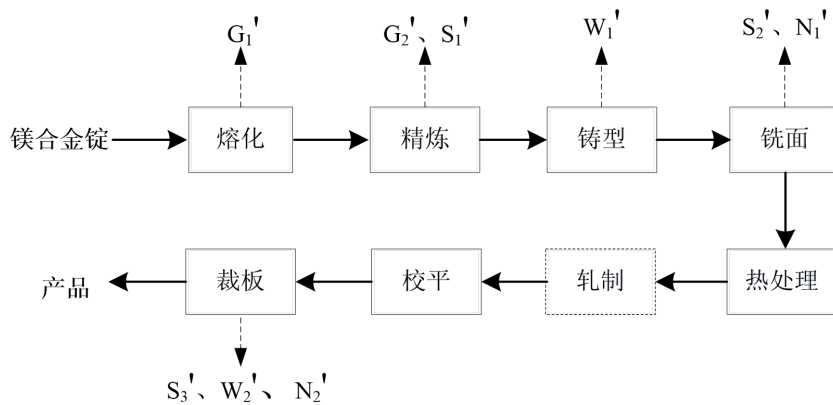 G₁'
G₂'、S₁'
W₁'
S₂'、N₁'
镁合金锭
熔化
精炼
铸型
铣面
产品
裁板
校平
轧制
热处理
S₃'、W₂'、 N₂'